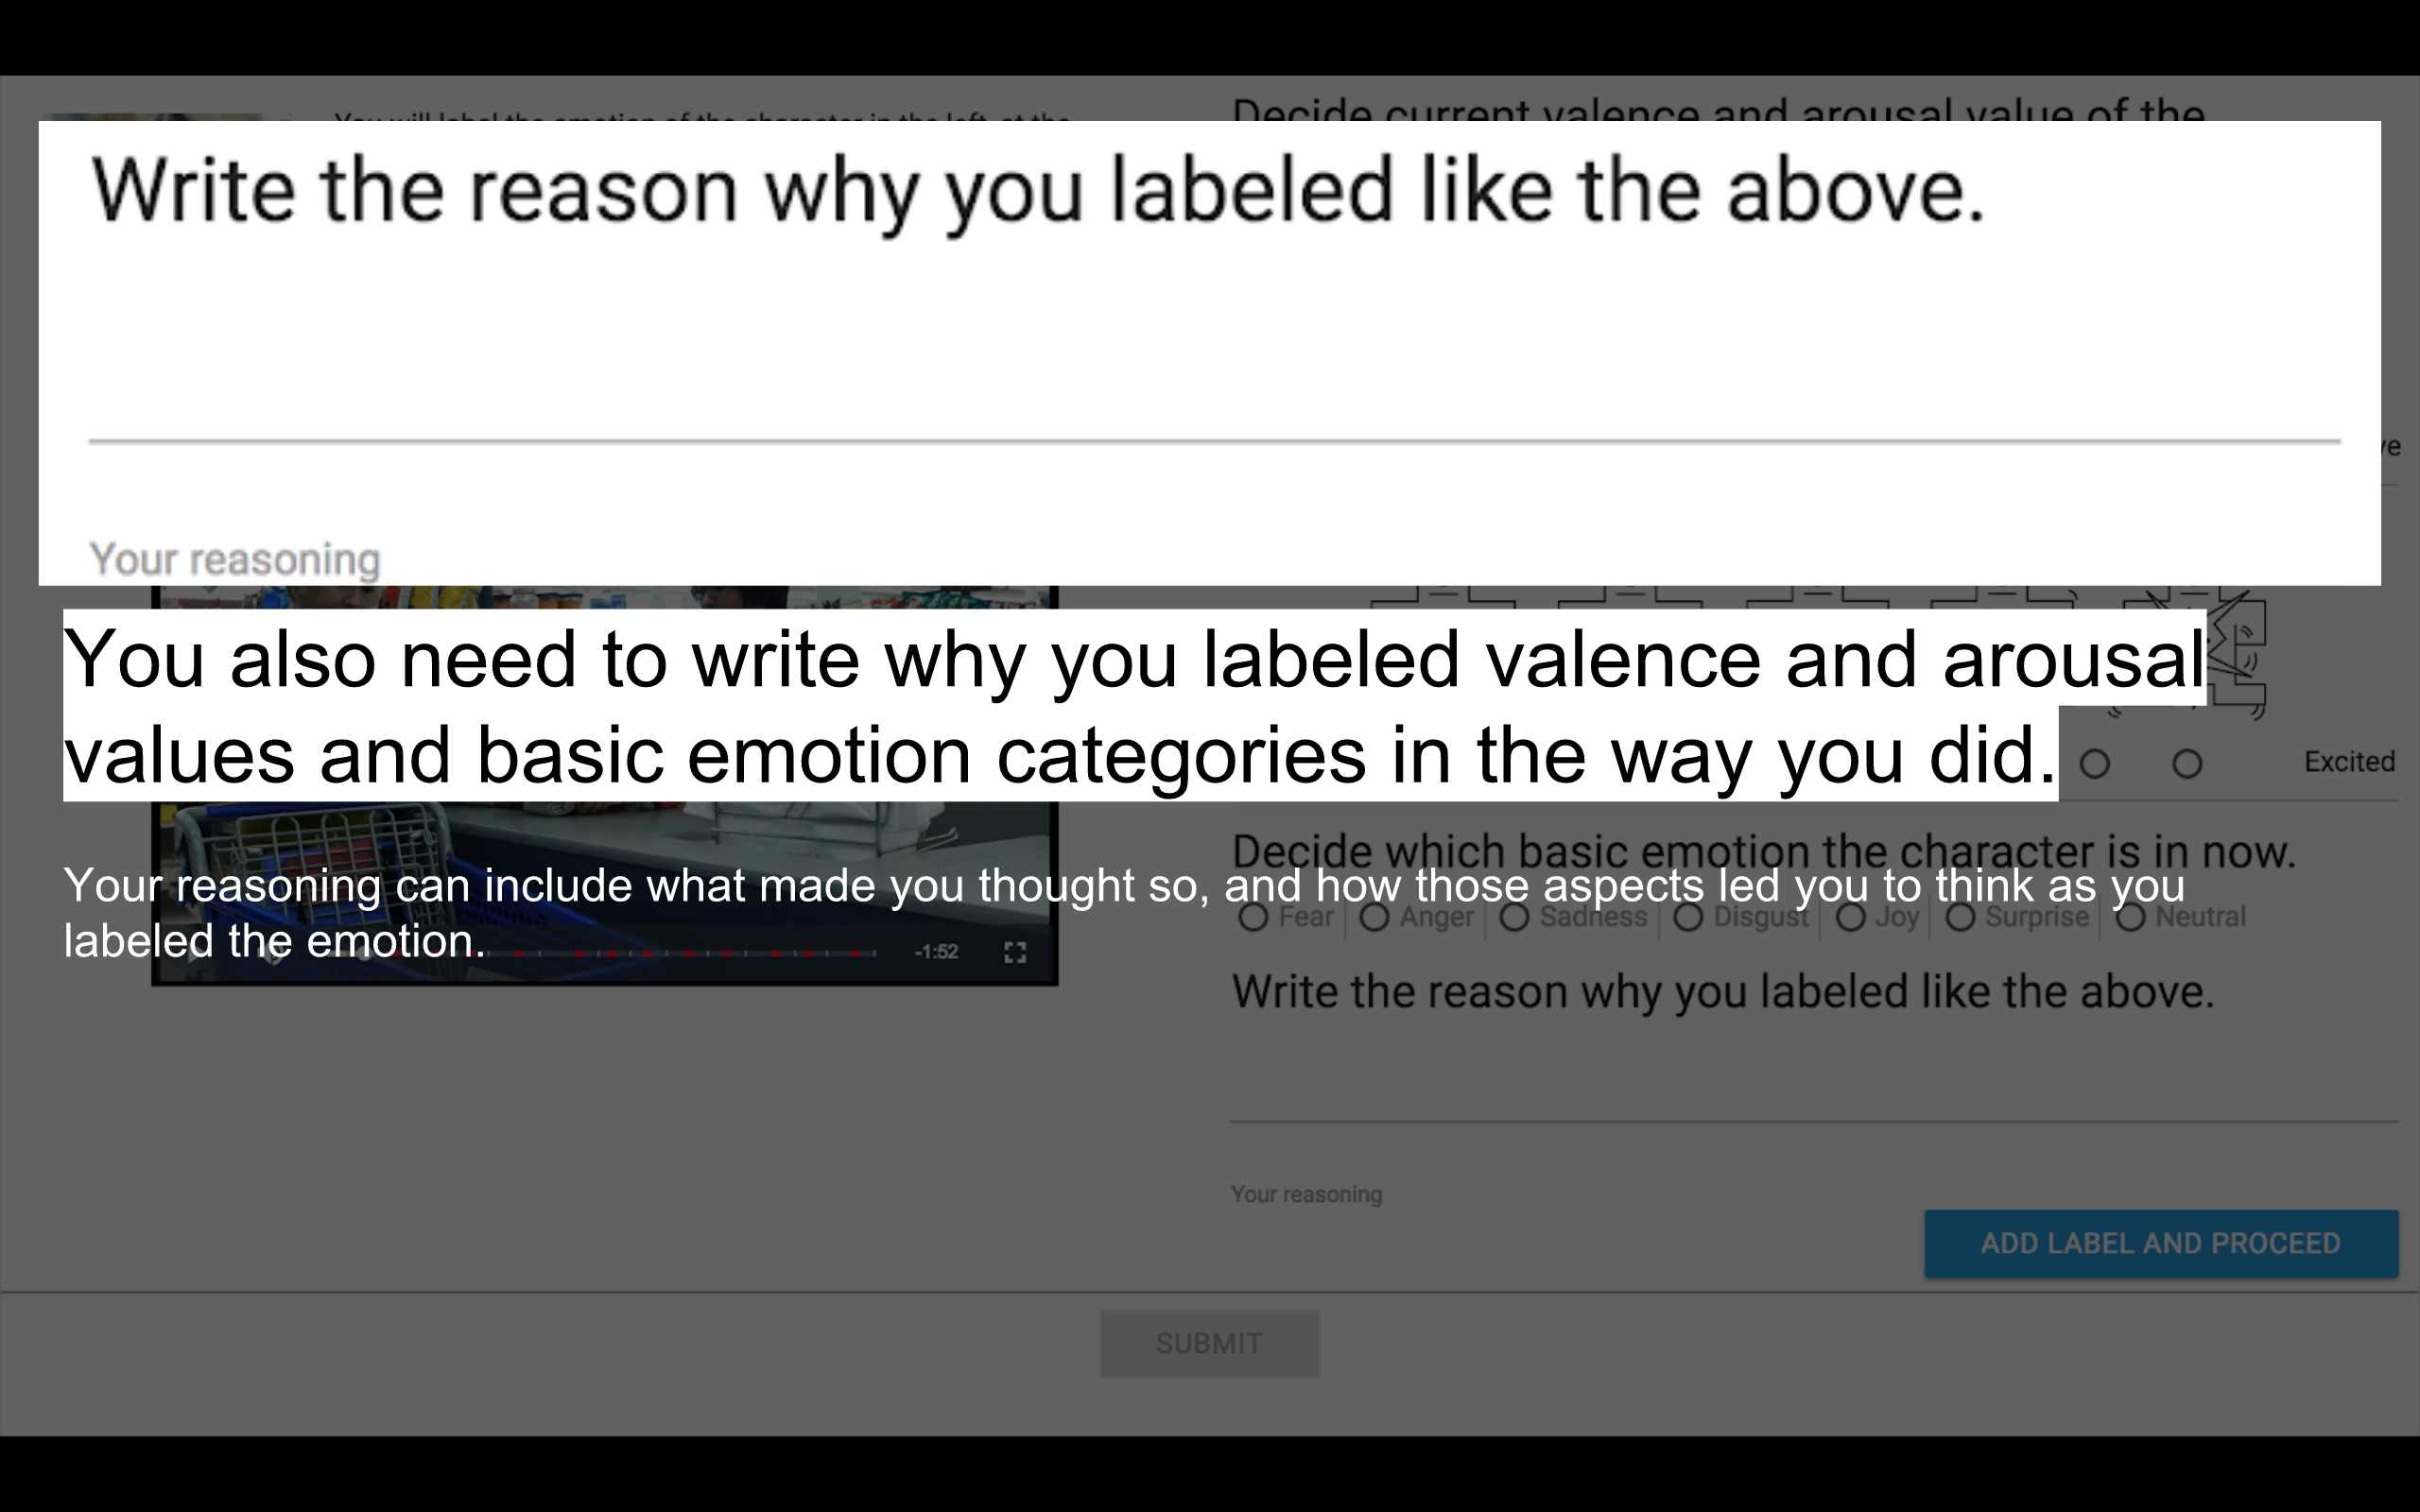 You will label the emotion of the character in the left, at the
Decide current valence and arousal value of the
Write the reason why you labeled like the above.
Your reasoning
You also need to write why you labeled valence and arousal
values and basic emotion categories in the way you did.
Excited
Your reasoning can include what made you thought so, and how those aspects led you to think as you
labeled the emotion.
-1:52
Decide which basic emotion the character is in now.
Fear Anger Sadness Disgust Joy Surprise Neutral
Write the reason why you labeled like the above.
Your reasoning
ADD LABEL AND PROCEED
SUBMIT